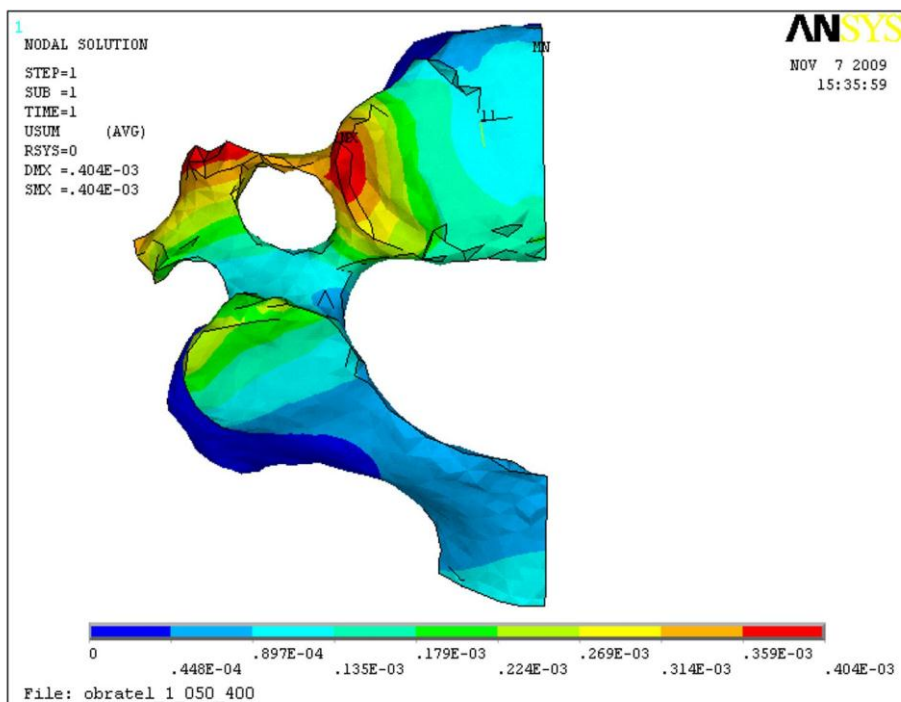 1
NODAL SOLUTION
STEP=1
SUB =1
TIME=1
USUM (AVG)
RSYS=0
DMX =.404E-03
SMX =.404E-03
ANSYS
NOV 7 2009
15:35:59
MN
MX
0
.448E-04
.897E-04
.135E-03
.179E-03
.224E-03
.269E-03
.314E-03
.359E-03
.404E-03
File: obratel 1 050 400